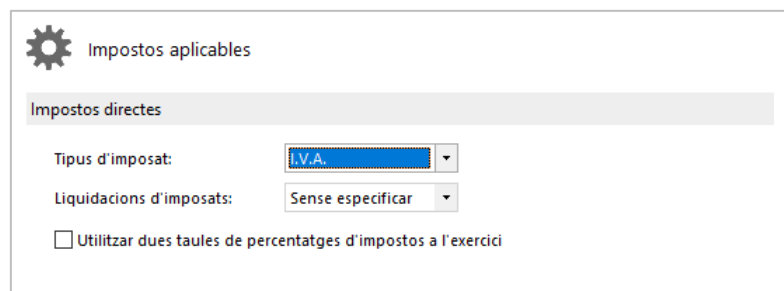 Impostos aplicables
Impostos directes
Tipus d'imposat: I.V.A.
Liquidacions d'imposats: Sense especificar
Utilitzar dues taules de percentatges d'impostos a l'exercici